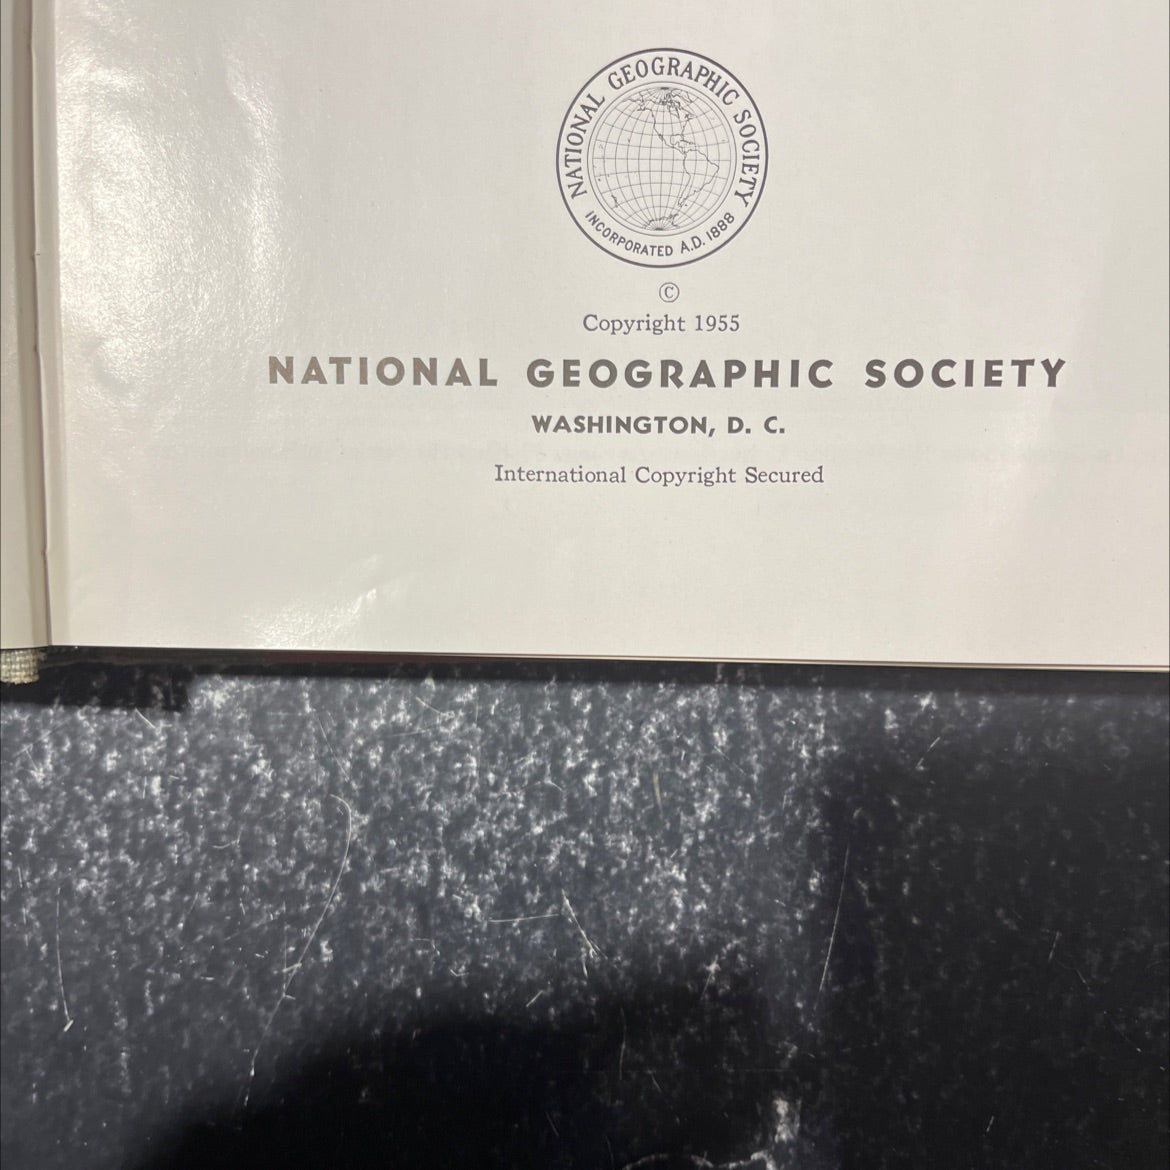 NATIONAL GEOGRAPHIC SOCIETY
INCORPORATED A.D. 1888
©
Copyright 1955
NATIONAL GEOGRAPHIC SOCIETY
WASHINGTON, D. C.
International Copyright Secured